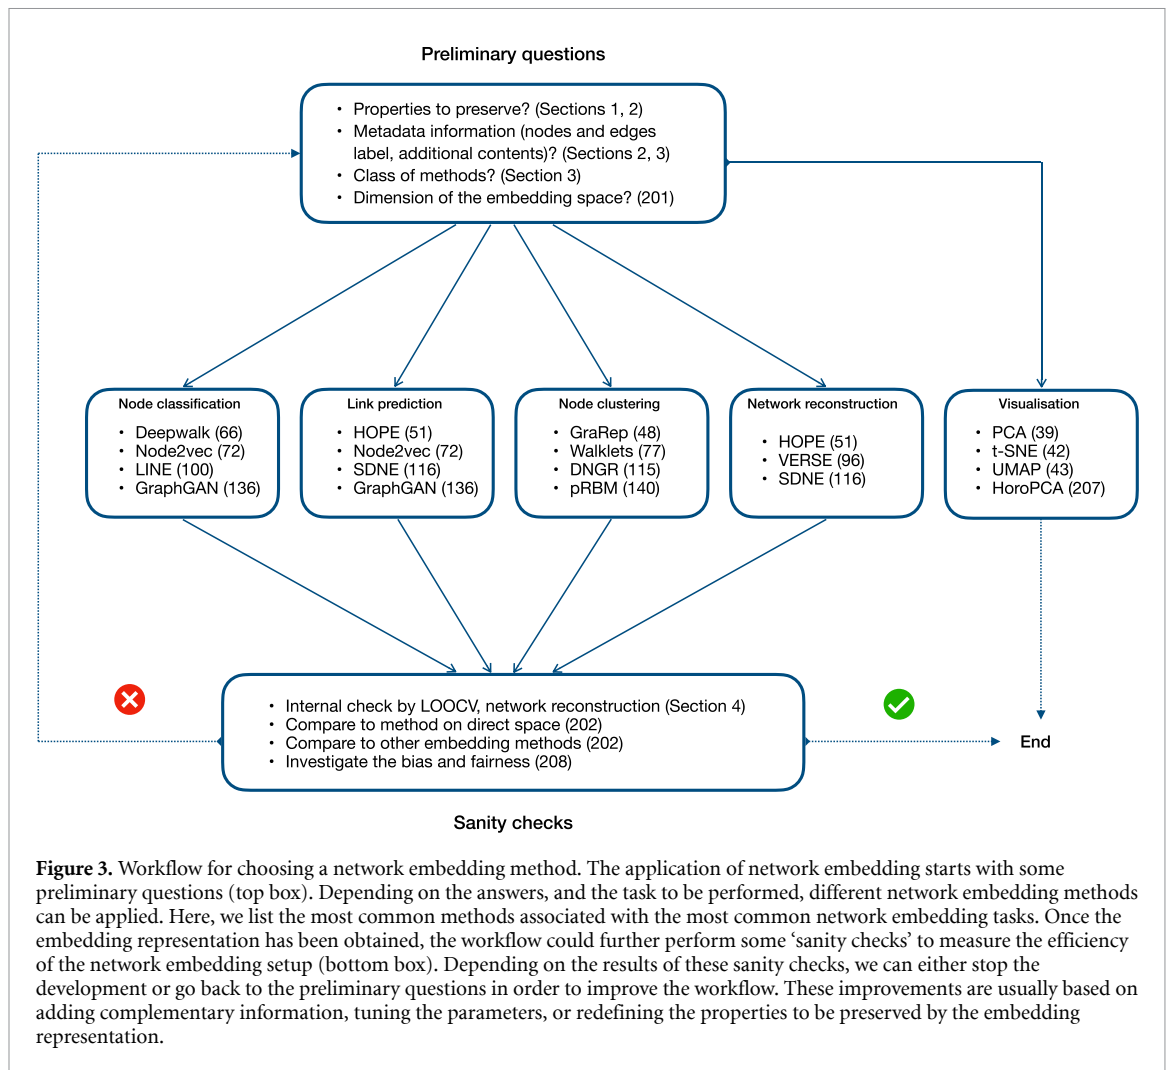 Preliminary questions
• Properties to preserve? (Sections 1, 2)
• Metadata information (nodes and edges
label, additional contents)? (Sections 2, 3)
• Class of methods? (Section 3)
• Dimension of the embedding space? (201)
Node classification
• Deepwalk (66)
• Node2vec (72)
• LINE (100)
• GraphGAN (136)
Link prediction
• HOPE (51)
• Node2vec (72)
• SDNE (116)
• GraphGAN (136)
Node clustering
• GraRep (48)
• Walklets (77)
• DNGR (115)
• pRBM (140)
Network reconstruction
• HOPE (51)
• VERSE (96)
• SDNE (116)
Visualisation
• PCA (39)
• t-SNE (42)
• UMAP (43)
• HoroPCA (207)
• Internal check by LOOCV, network reconstruction (Section 4)
• Compare to method on direct space (202)
• Compare to other embedding methods (202)
• Investigate the bias and fairness (208)
End
Sanity checks
Figure 3. Workflow for choosing a network embedding method. The application of network embedding starts with some
preliminary questions (top box). Depending on the answers, and the task to be performed, different network embedding methods
can be applied. Here, we list the most common methods associated with the most common network embedding tasks. Once the
embedding representation has been obtained, the workflow could further perform some ‘sanity checks’ to measure the efficiency
of the network embedding setup (bottom box). Depending on the results of these sanity checks, we can either stop the
development or go back to the preliminary questions in order to improve the workflow. These improvements are usually based on
adding complementary information, tuning the parameters, or redefining the properties to be preserved by the embedding
representation.